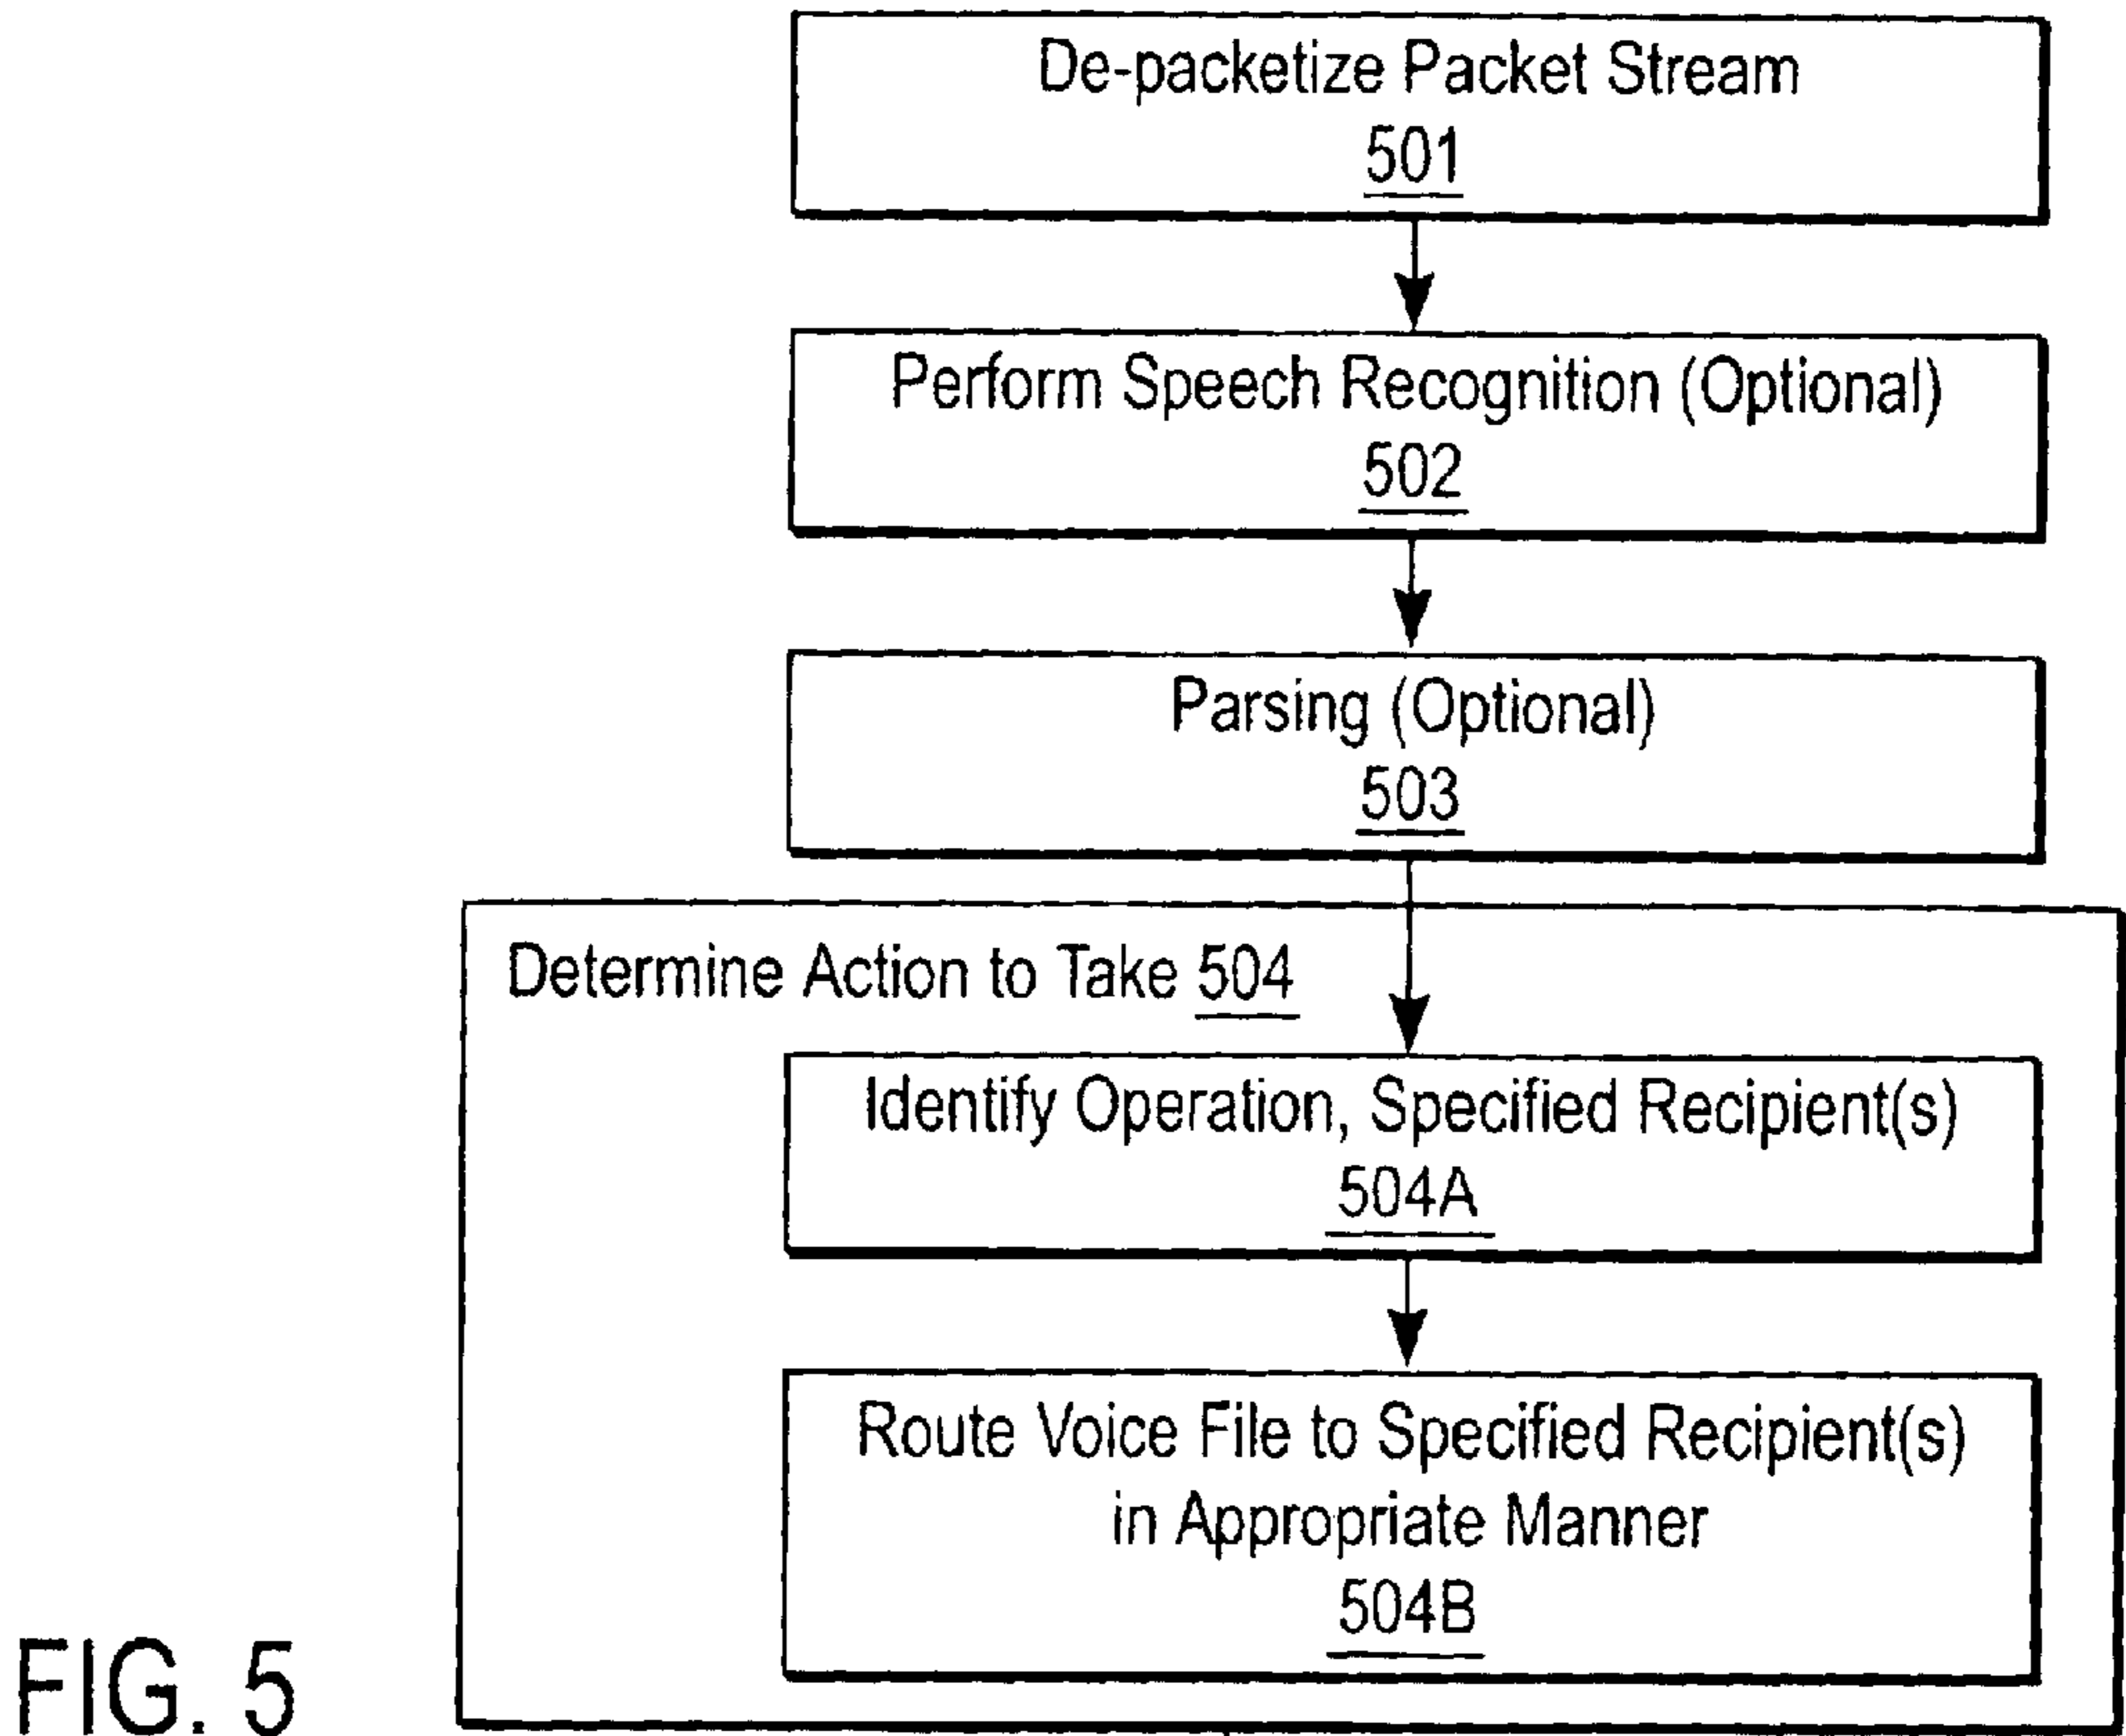 De-packetize Packet Stream
501
Perform Speech Recognition (Optional)
502
Parsing (Optional)
503
Determine Action to Take 504
Identify Operation, Specified Recipient(s)
504A
Route Voice File to Specified Recipient(s)
in Appropriate Manner
504B
FIG. 5